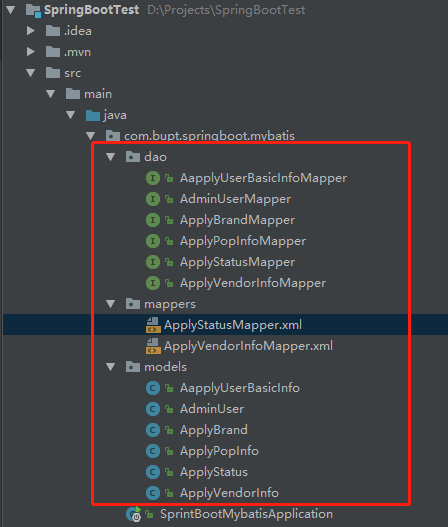 SpringBootTest D:\Projects\SpringBootTest
.idea
.mvn
src
main
java
com.bupt.springboot.mybatis
dao
AapplyUserBasicInfoMapper
AdminUserMapper
ApplyBrandMapper
ApplyPopInfoMapper
ApplyStatusMapper
ApplyVendorInfoMapper
mappers
ApplyStatusMapper.xml
ApplyVendorInfoMapper.xml
models
AapplyUserBasicInfo
AdminUser
ApplyBrand
ApplyPopInfo
ApplyStatus
ApplyVendorInfo
SprintBootMybatisApplication